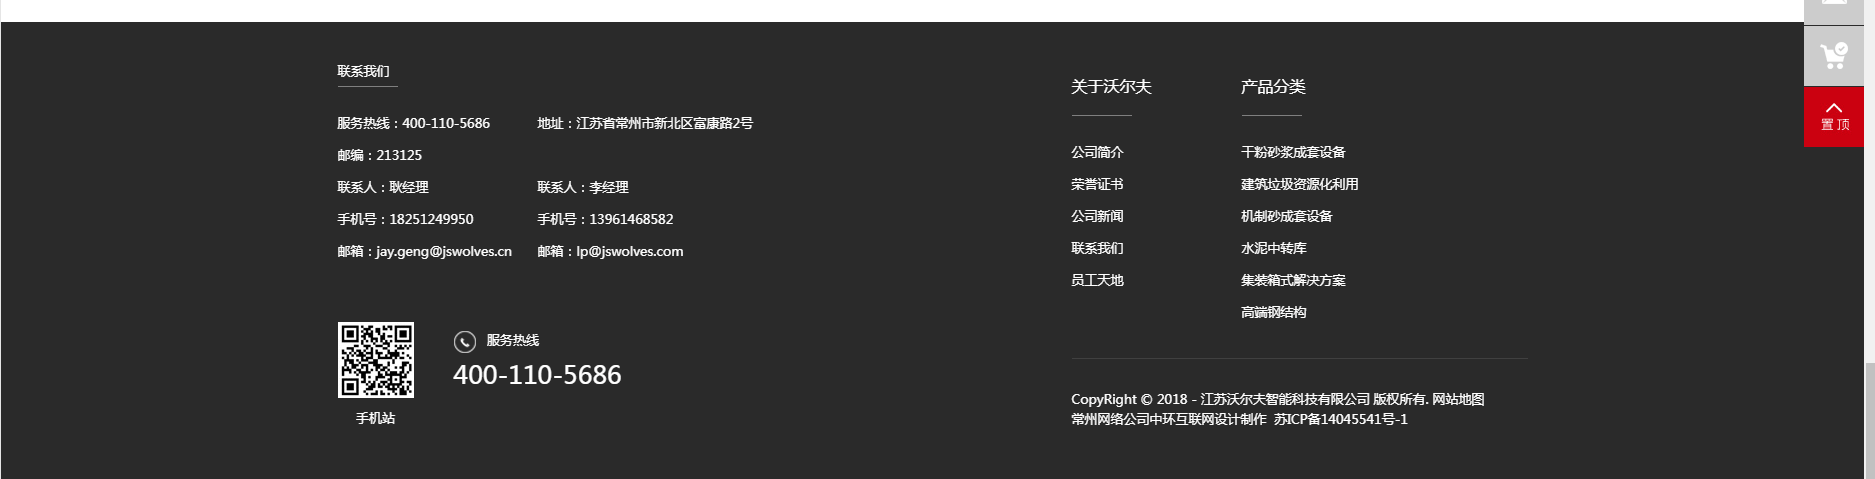 联系我们
服务热线：400-110-5686
地址：江苏省常州市新北区富康路2号
邮编：213125
联系人：耿经理
联系人：李经理
手机号：18251249950
手机号：13961468582
邮箱：jay.geng@jswolves.cn
邮箱：lp@jswolves.com
服务热线
400-110-5686
手机站
关于沃尔夫
公司简介
荣誉证书
公司新闻
联系我们
员工天地
产品分类
干粉砂浆成套设备
建筑垃圾资源化利用
机制砂成套设备
水泥中转库
集装箱式解决方案
高端钢结构
CopyRight © 2018 - 江苏沃尔夫智能科技有限公司 版权所有. 网站地图
常州网络公司中环互联网设计制作 苏ICP备14045541号-1
置顶